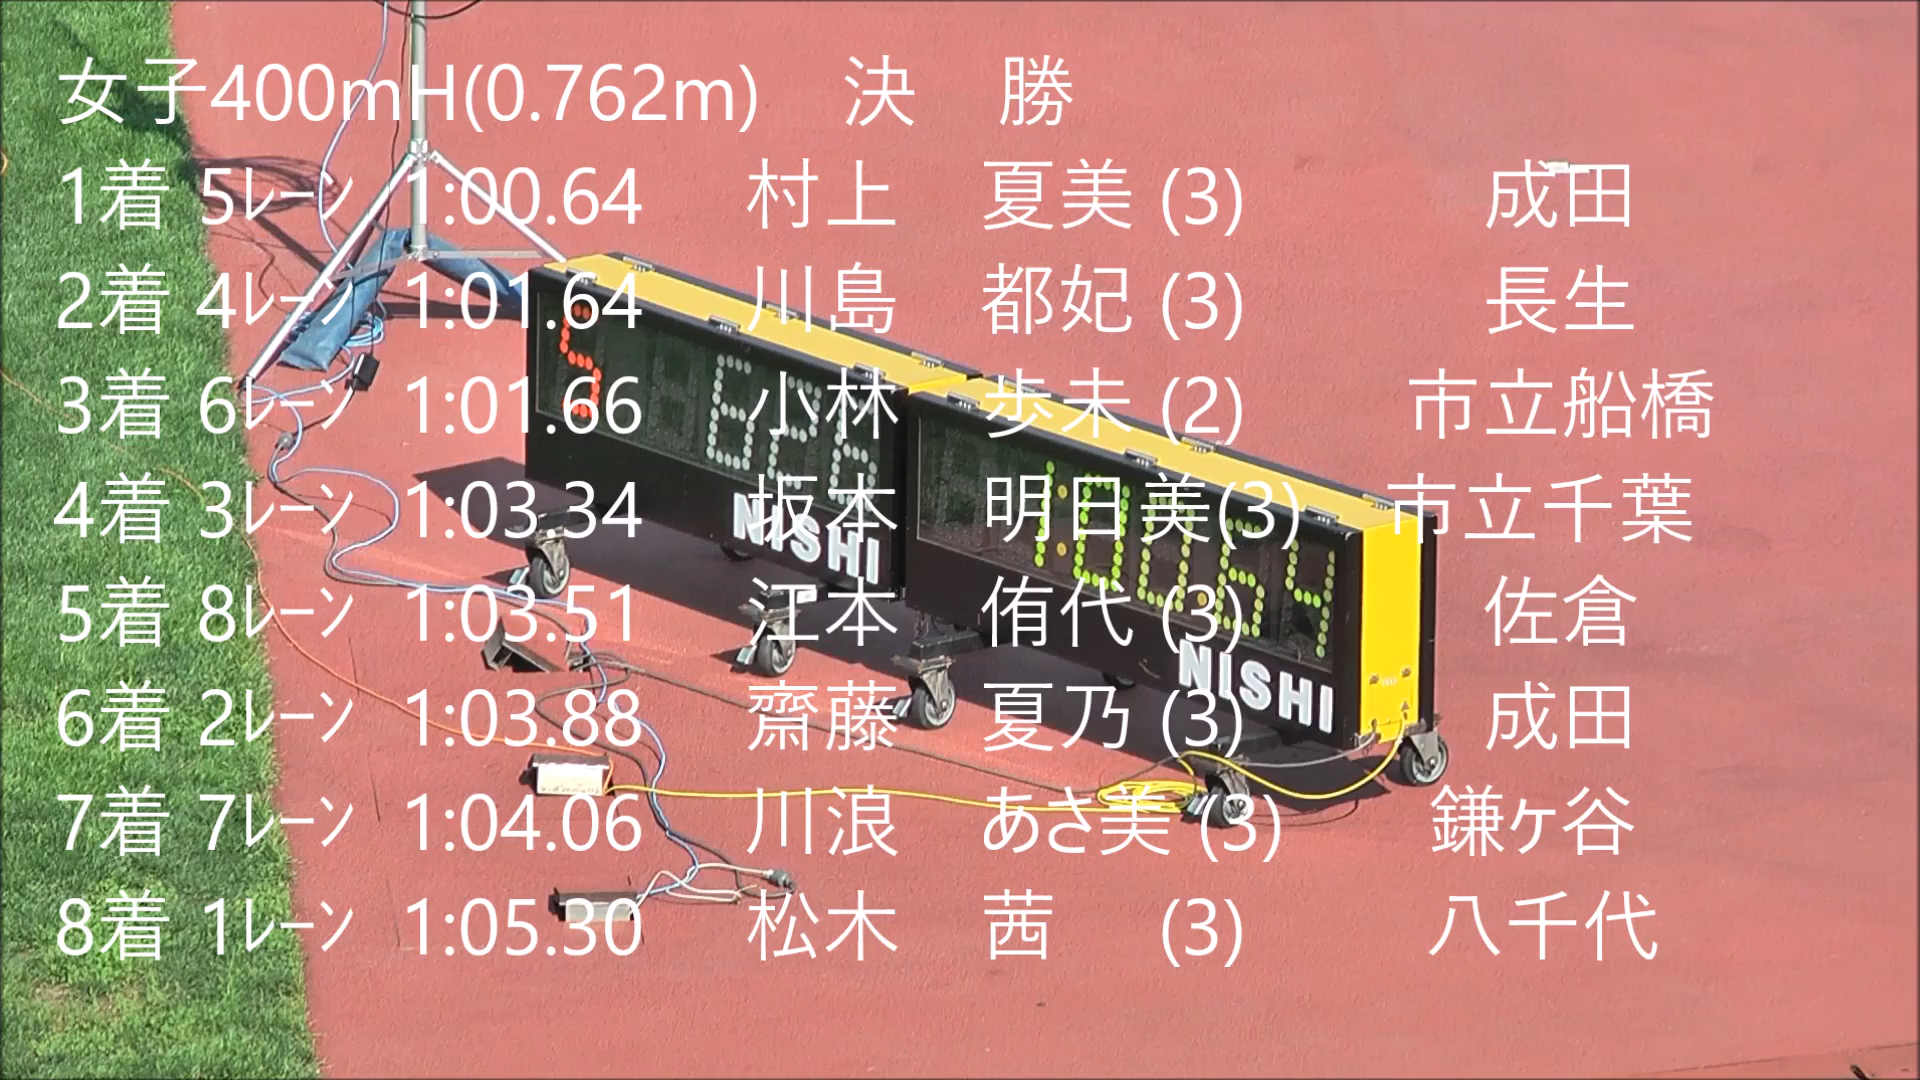 女子400mH(0.762m) 決 勝
1着 5ﾚｰﾝ 1:00.64 村上 夏美 (3) 成田
2着 4ﾚｰﾝ 1:01.64 川島 都妃 (3) 長生
3着 6ﾚｰﾝ 1:01.66 小林 歩未 (2) 市立船橋
4着 3ﾚｰﾝ 1:03.34 坂本 明日美(3) 市立千葉
5着 8ﾚｰﾝ 1:03.51 江本 侑代 (3) 佐倉
6着 2ﾚｰﾝ 1:03.88 齋藤 夏乃 (3) 成田
7着 7ﾚｰﾝ 1:04.06 川浪 あさ美 (3) 鎌ヶ谷
8着 1ﾚｰﾝ 1:05.30 松木 茜 (3) 八千代
5 628
NISHI
1:00.64
NISHI